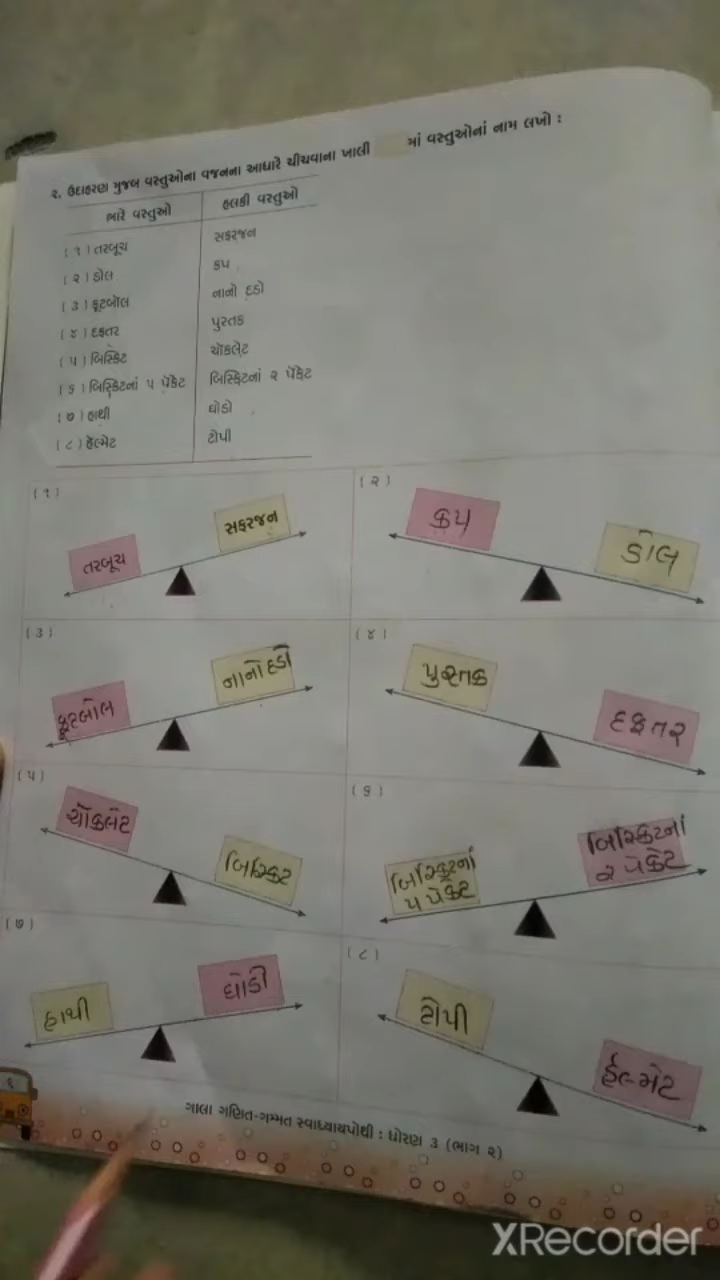 ૨. ઉદાહરણ મુજબ વસ્તુઓના વજનના આધારે ચીચવાના ખાલી માં વસ્તુઓનાં નામ લખો :
ભારે વસ્તુઓ હલકી વસ્તુઓ
(૧) તરબૂચ સફરજન
(૨) ડોલ કપ
(૩) ફૂટબૉલ નાનો દડો
(૪) દફતર પુસ્તક
(૫) બિસ્કિટ ચૉકલેટ
(૬) બિસ્કિટનાં ૫ પૅકેટ બિસ્કિટનાં ૨ પૅકેટ
(૭) હાથી ઘોડો
(૮) હેલ્મેટ ટોપી
(૧)
તરબૂચ
સફરજન
(૨)
કપ
ડોલ
(૩)
ફૂટબોલ
નાનો દડો
(૪)
પુસ્તક
દફતર
(૫)
ચૉકલેટ
બિસ્કિટ
(૬)
બિસ્કિટનાં
૫ પેકેટ
બિસ્કિટનાં
૨ પેકેટ
(૭)
હાથી
ઘોડો
(૮)
ટોપી
હેલ્મેટ
૬
ગાલા ગણિત-ગમ્મત સ્વાધ્યાયપોથી : ધોરણ ૩ (ભાગ ૨)
XRecorder